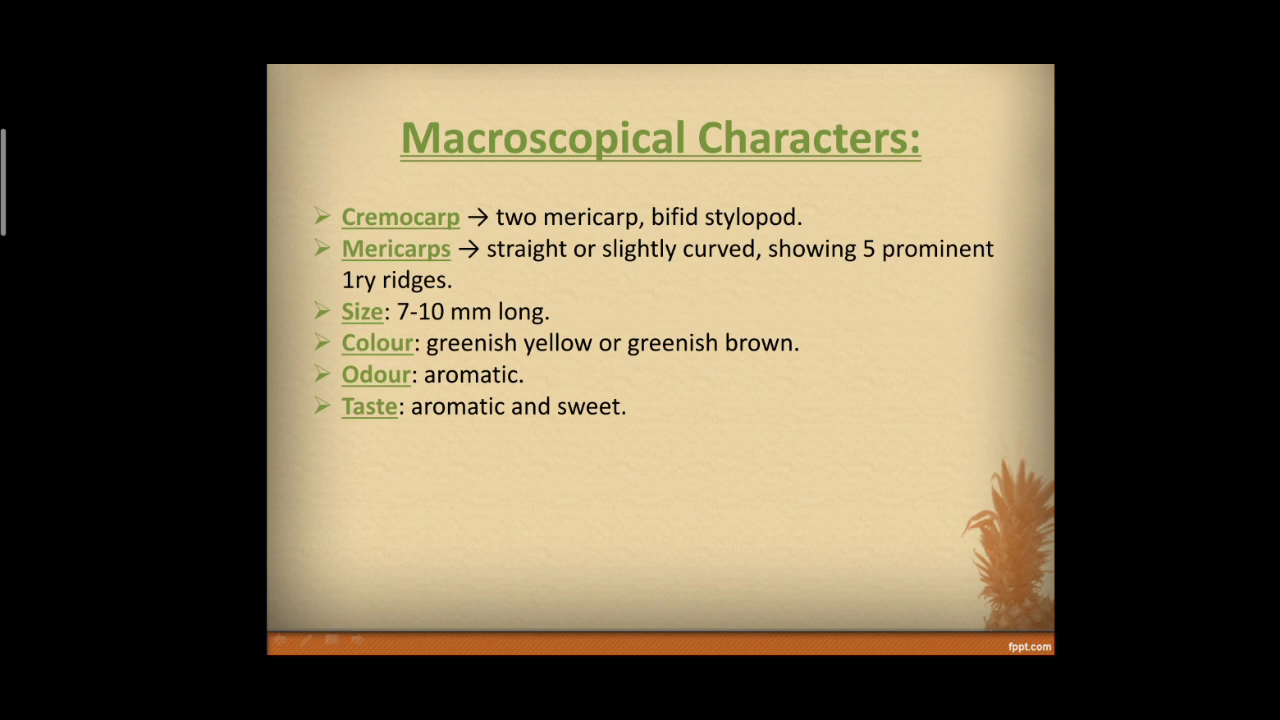 Macroscopical Characters:
Cremocarp → two mericarp, bifid stylopod.
Mericarps → straight or slightly curved, showing 5 prominent
1ry ridges.
Size: 7-10 mm long.
Colour: greenish yellow or greenish brown.
Odour: aromatic.
Taste: aromatic and sweet.
fppt.com